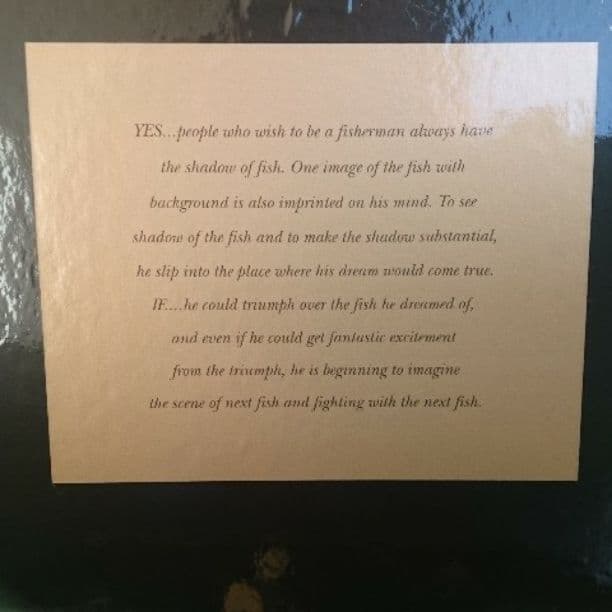 YES...people who wish to be a fisherman always have
the shadow of fish. One image of the fish with
background is also imprinted on his mind. To see
shadow of the fish and to make the shadow substantial,
he slip into the place where his dream would come true.
IF....he could triumph over the fish he dreamed of,
and even if he could get fantastic excitement
from the triumph, he is beginning to imagine
the scene of next fish and fighting with the next fish.